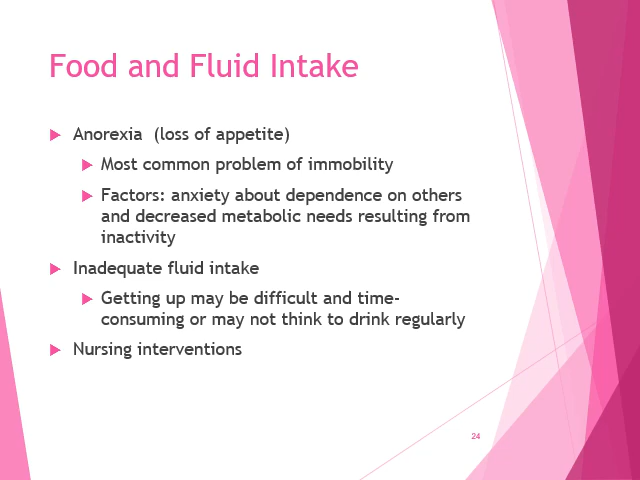 Food and Fluid Intake
Anorexia  (loss of appetite)
Most common problem of immobility
Factors: anxiety about dependence on others
and decreased metabolic needs resulting from
inactivity
Inadequate fluid intake
Getting up may be difficult and time-
consuming or may not think to drink regularly
Nursing interventions
24